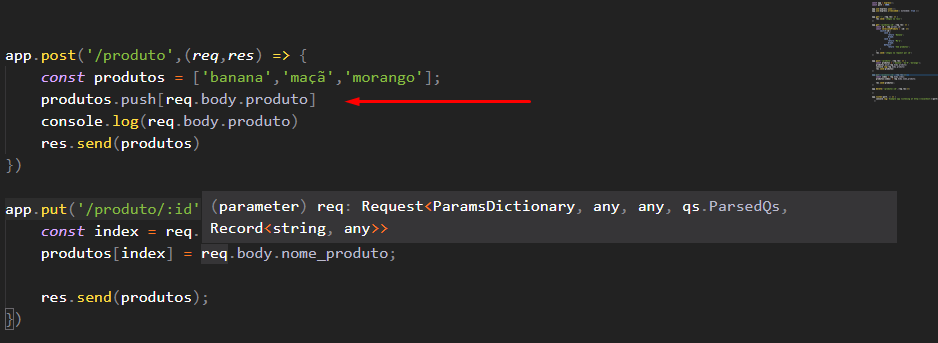 app.post('/produto',(req,res) => {
    const produtos = ['banana','maçã','morango'];
    produtos.push[req.body.produto]
    console.log(req.body.produto)
    res.send(produtos)
})
app.put('/produto/:id'
(parameter) req: Request<ParamsDictionary, any, any, qs.ParsedQs,
Record<string, any>>
    const index = req.
    produtos[index] = req.body.nome_produto;
    res.send(produtos);
})